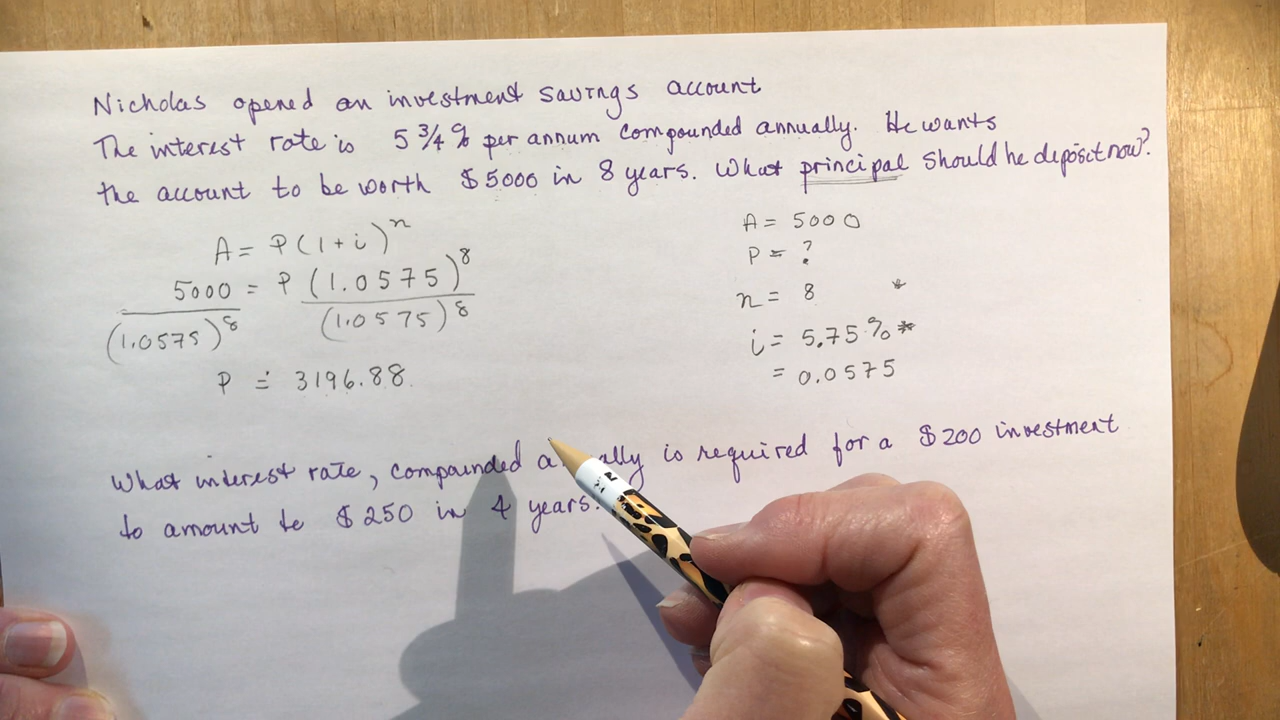 Nicholas opened an investment savings account
The interest rate is 5 3/4 % per annum compounded annually. He wants
the account to be worth $5000 in 8 years. What principal should he deposit now?
A = P(1+i)^n
5000 = P (1.0575)^8
(1.0575)^8 (1.0575)^8
P ≐ 3196.88.
A = 5000
P = ?
n = 8 *
i = 5.75% *
= 0.0575
What interest rate, compounded a ally is required for a $200 investment
to amount to $250 in 4 years.